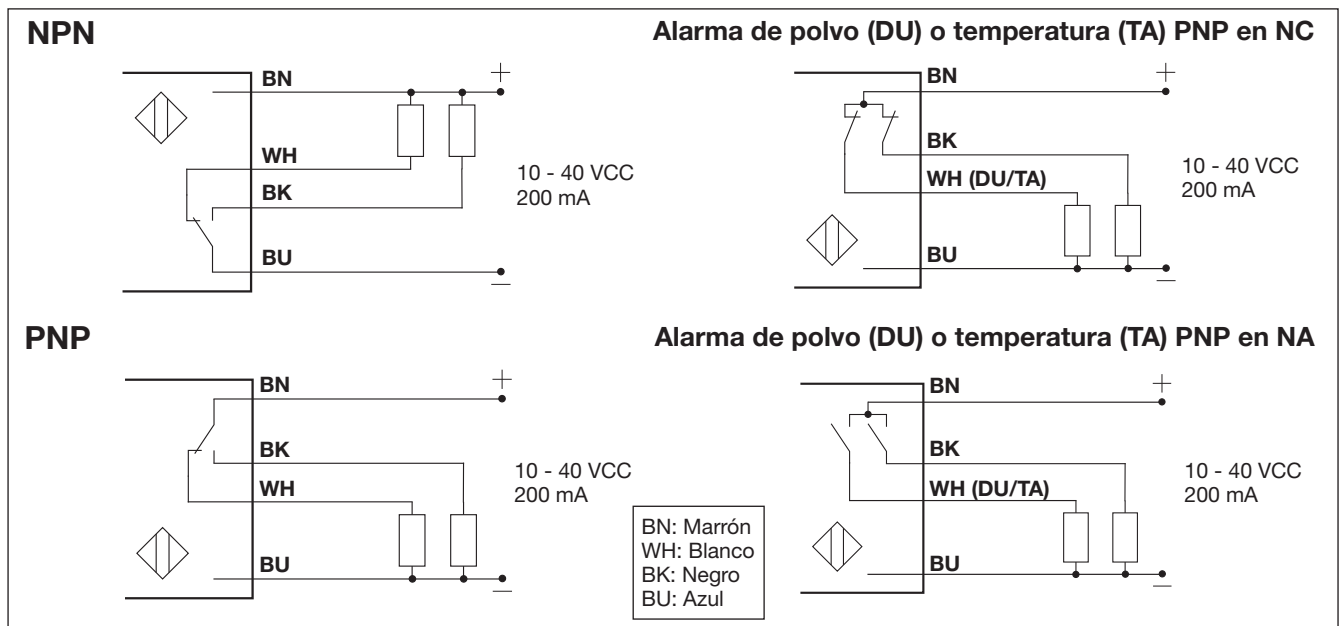 NPN
BN
+
WH
BK
BU
—
10 - 40 VCC
200 mA
Alarma de polvo (DU) o temperatura (TA) PNP en NC
BN
+
BK
WH (DU/TA)
BU
—
10 - 40 VCC
200 mA
PNP
BN
+
BK
WH
BU
—
10 - 40 VCC
200 mA
BN: Marrón
WH: Blanco
BK: Negro
BU: Azul
Alarma de polvo (DU) o temperatura (TA) PNP en NA
BN
+
BK
WH (DU/TA)
BU
—
10 - 40 VCC
200 mA